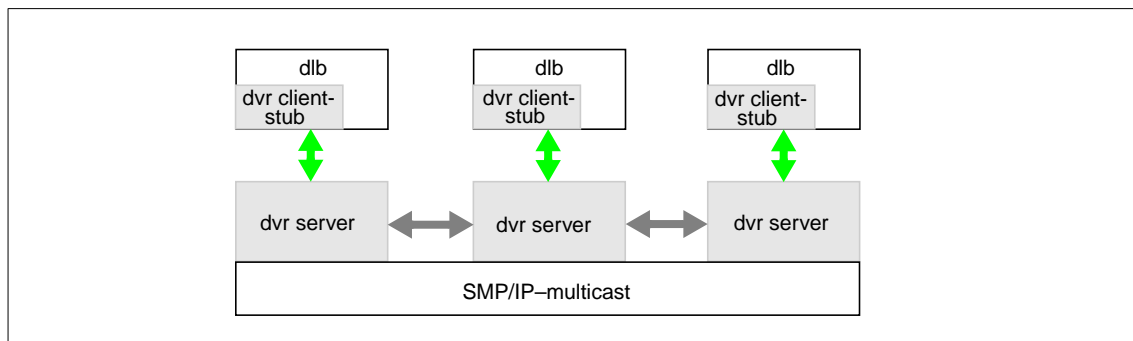 dlb
dvr client-
stub
dlb
dvr client-
stub
dlb
dvr client-
stub
dvr server
dvr server
dvr server
SMP/IP–multicast